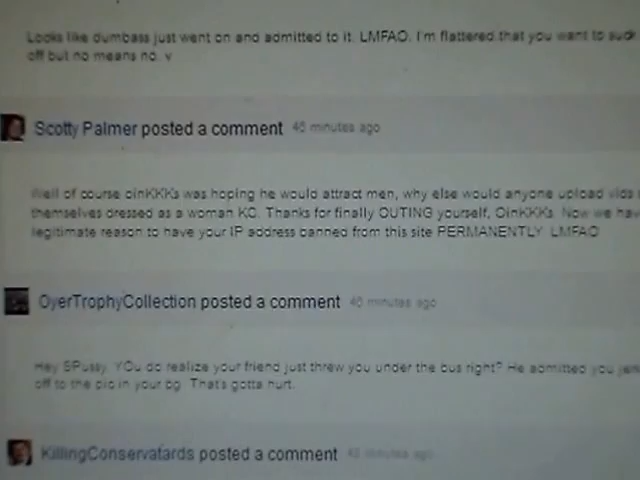 Looks like dumbass just went on and admitted to it. LMFAO. I'm flattered that you want to suck
off but no means no. v
Scotty Palmer posted a comment 46 minutes ago
Well of course oinKKKs was hoping he would attract men, why else would anyone upload vids
themselves dressed as a woman KC. Thanks for finally OUTING yourself, OinKKKs. Now we hav
legitimate reason to have your IP address banned from this site PERMANENTLY. LMFAO
OyerTrophyCollection posted a comment 46 minutes ago
Hey SPussy. YOu do realize your friend just threw you under the bus right? He admitted you jerk
off to the pic in your bg. That's gotta hurt.
KillingConservatards posted a comment minutes ago